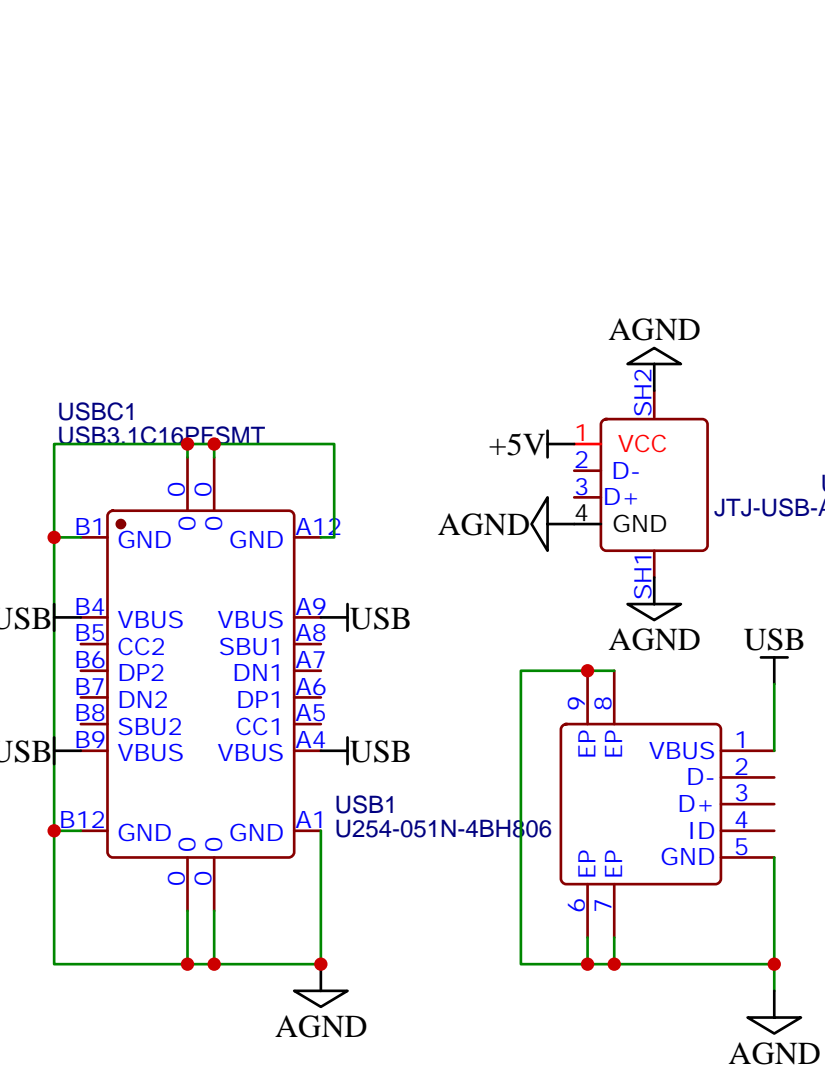 AGND
SH2
USBC1
USB3.1C16PFSMT
+5V
1
VCC
2
D-
3
D+
AGND
4
GND
JTJ-USB-A
SH1
AGND
0 0
0 0
B1
GND
GND
A12
USB
B4
VBUS
VBUS
A9
USB
B5
CC2
SBU1
A8
B6
DP2
DN1
A7
B7
DN2
DP1
A6
B8
SBU2
CC1
A5
USB
B9
VBUS
VBUS
A4
USB
B12
GND
GND
A1
0 0
0 0
AGND
USB1
U254-051N-4BH806
USB
9 8
EP EP
VBUS
1
D-
2
D+
3
ID
4
GND
5
EP EP
6 7
AGND